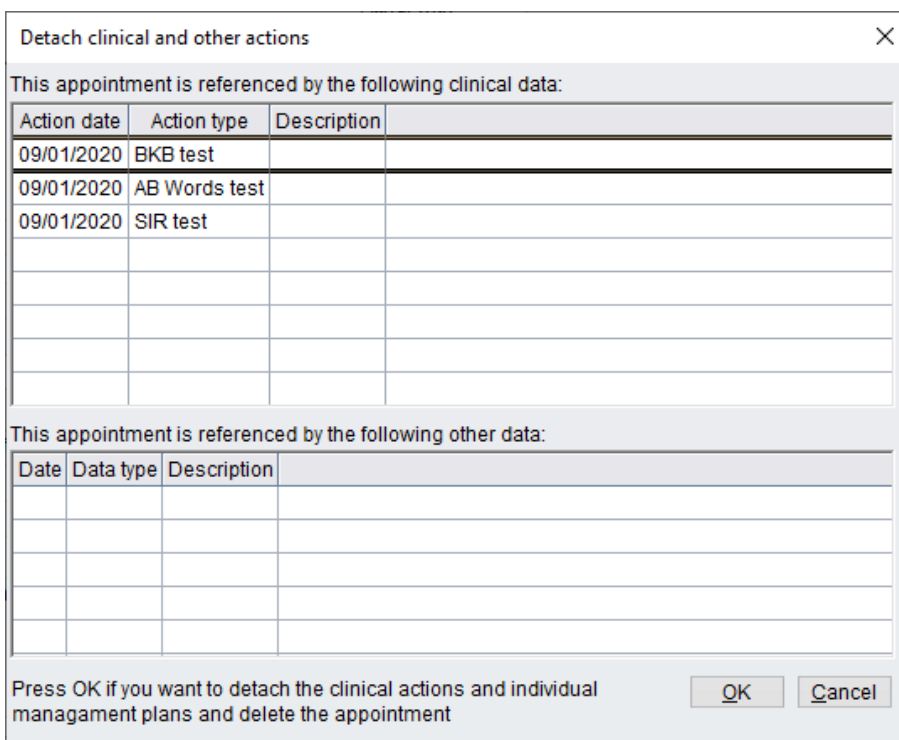 Detach clinical and other actions
This appointment is referenced by the following clinical data:
Action date Action type Description
09/01/2020 BKB test
09/01/2020 AB Words test
09/01/2020 SIR test
This appointment is referenced by the following other data:
Date Data type Description
Press OK if you want to detach the clinical actions and individual
managament plans and delete the appointment
OK Cancel